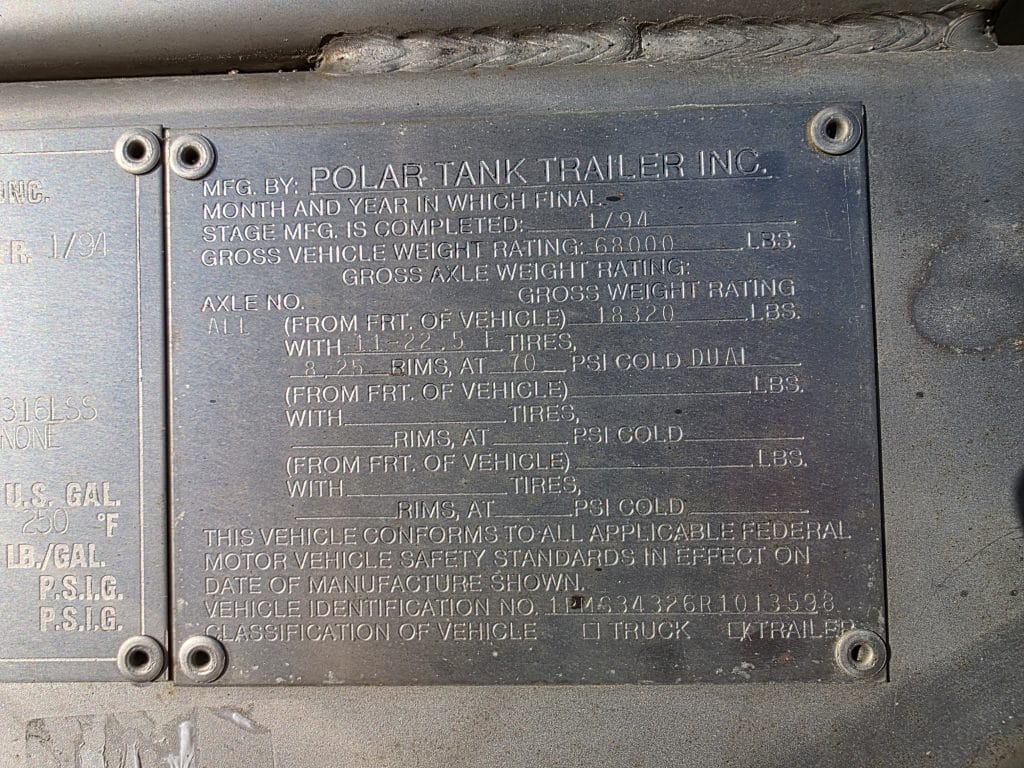 INC.
FR. 1/94
316LSS
NONE
U.S. GAL.
250 °F
LB./GAL.
P.S.I.G.
P.S.I.G.
MFG. BY: POLAR TANK TRAILER INC.
MONTH AND YEAR IN WHICH FINAL
STAGE MFG. IS COMPLETED: 1/94
GROSS VEHICLE WEIGHT RATING: 68000 LBS.
GROSS AXLE WEIGHT RATING:
AXLE NO. GROSS WEIGHT RATING
ALL (FROM FRT. OF VEHICLE) 18320 LBS.
WITH 11-22.5 TIRES,
8.25 RIMS, AT 70 PSI COLD DUAL
(FROM FRT. OF VEHICLE) LBS.
WITH TIRES,
RIMS, AT PSI COLD
(FROM FRT. OF VEHICLE) LBS.
WITH TIRES,
RIMS, AT PSI COLD
THIS VEHICLE CONFORMS TO ALL APPLICABLE FEDERAL
MOTOR VEHICLE SAFETY STANDARDS IN EFFECT ON
DATE OF MANUFACTURE SHOWN.
VEHICLE IDENTIFICATION NO.
CLASSIFICATION OF VEHICLE ☐ TRUCK ☒ TRAILER